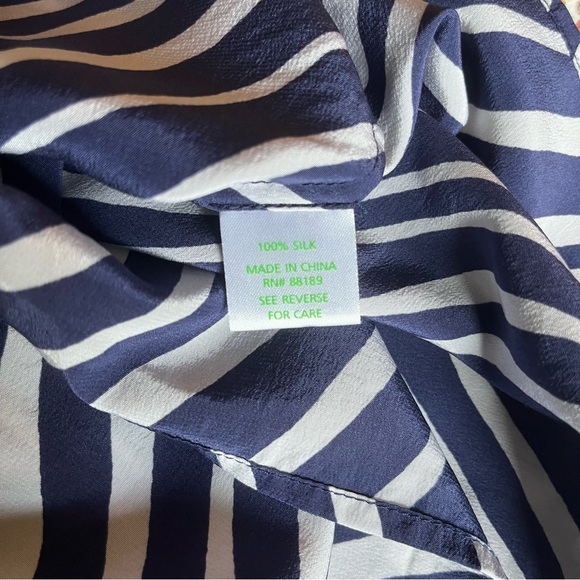 100% SILK
MADE IN CHINA
RN# 88189
SEE REVERSE
FOR CARE